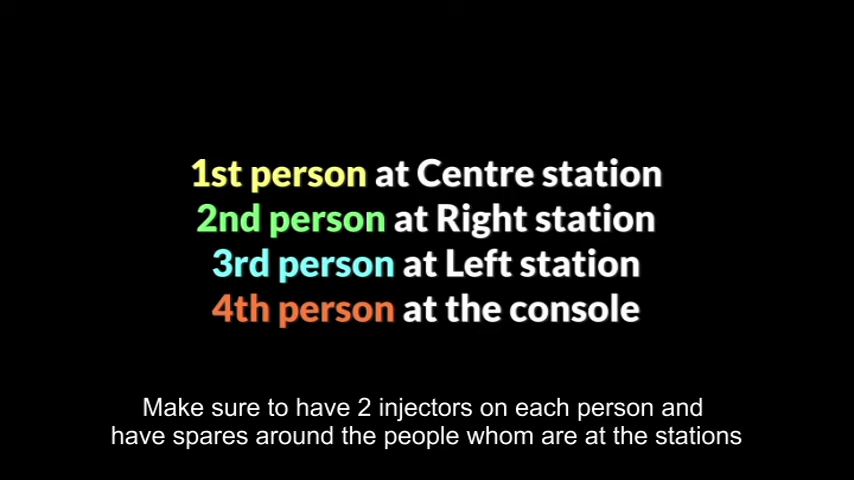 1st person at Centre station
2nd person at Right station
3rd person at Left station
4th person at the console
Make sure to have 2 injectors on each person and
have spares around the people whom are at the stations